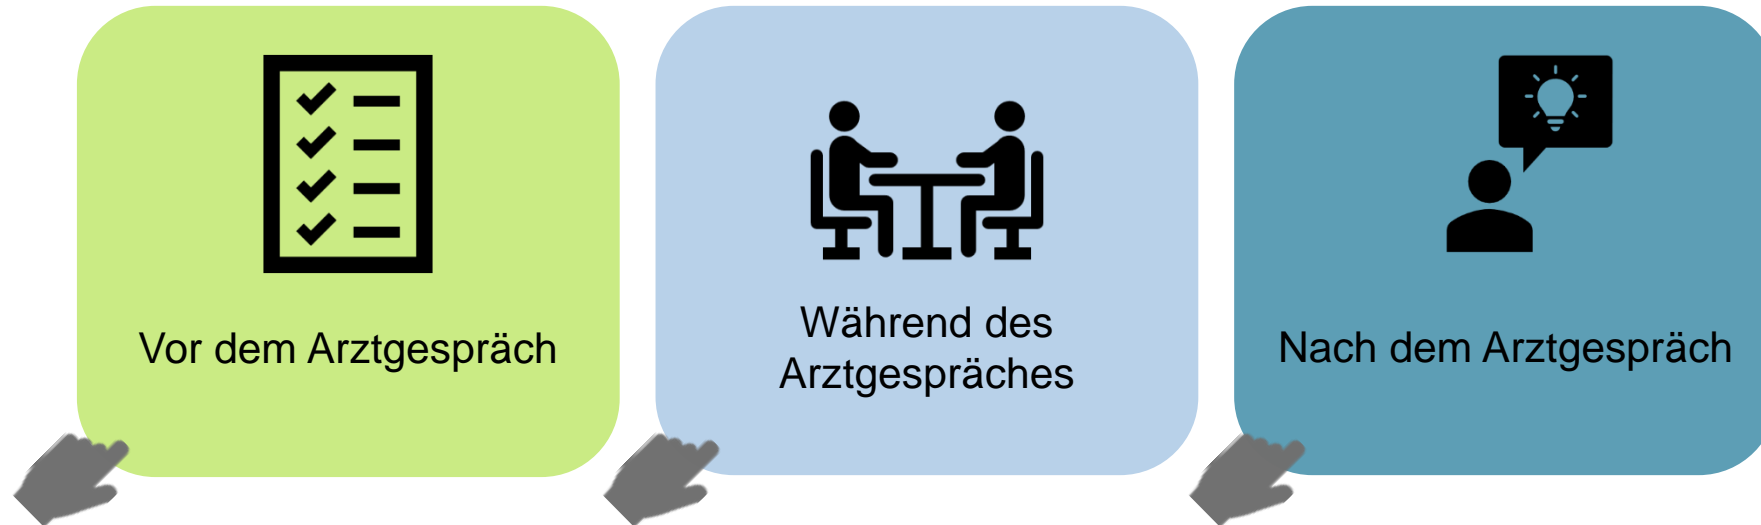 Vor dem Arztgespräch
Während des
Arztgespräches
Nach dem Arztgespräch